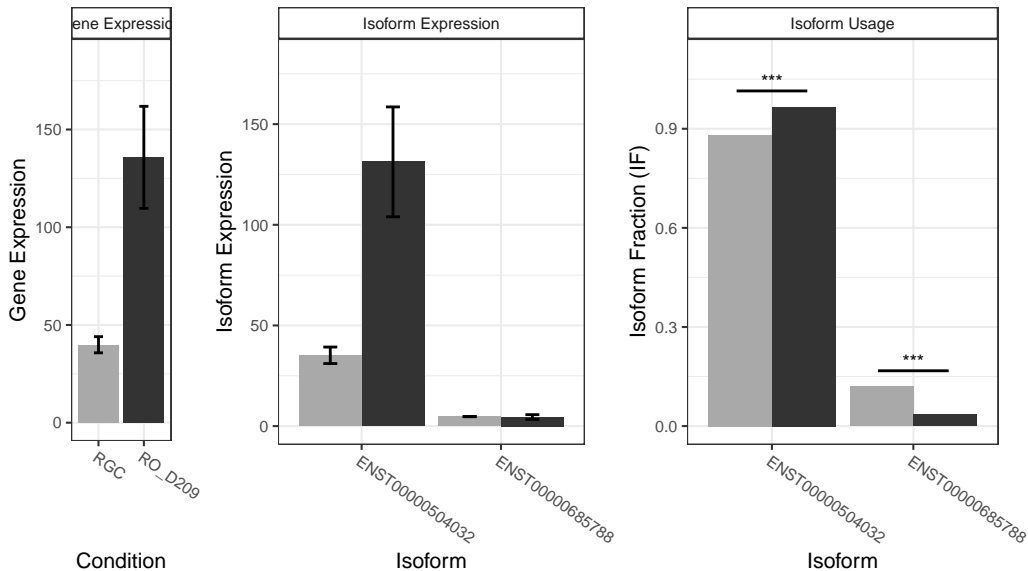 ene Expressio
Gene Expression
150
100
50
0
RGC
RO_D209
Condition
Isoform Expression
Isoform Expression
150
100
50
0
ENST00000504032
ENST00000685788
Isoform
Isoform Usage
Isoform Fraction (IF)
0.9
0.6
0.3
0.0
***
***
ENST00000504032
ENST00000685788
Isoform